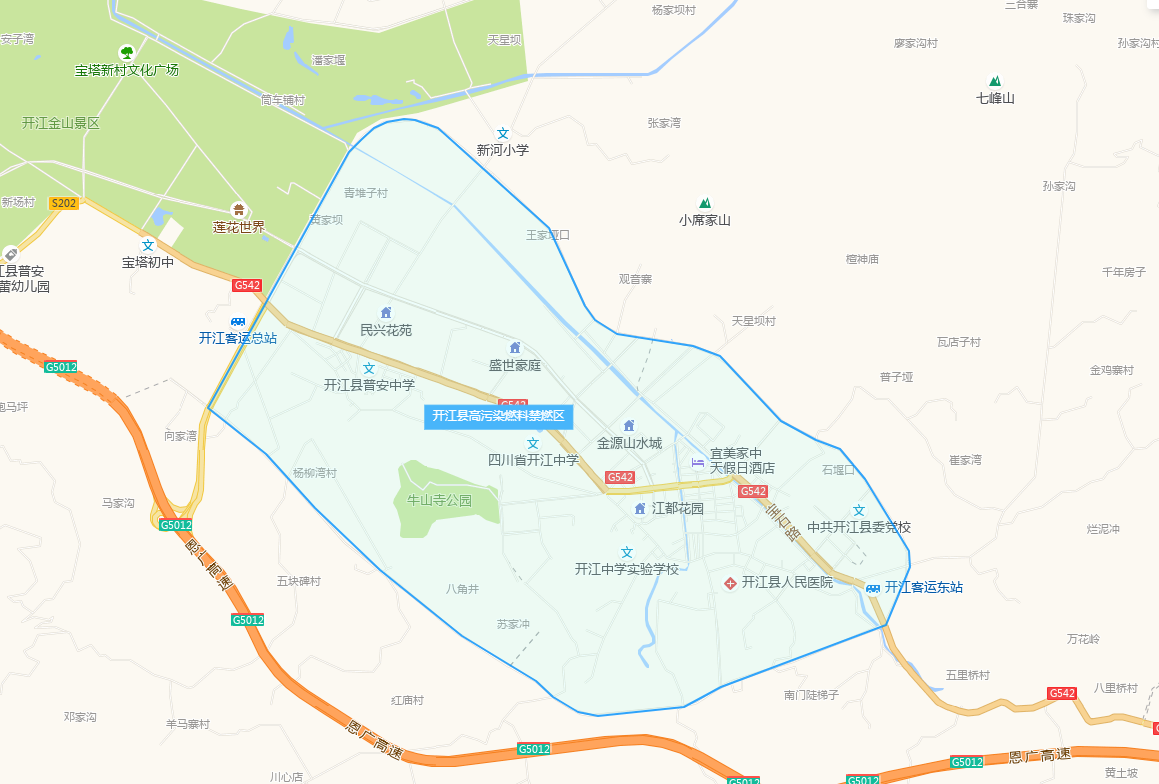 三台寨
杨家坝村
珠家沟
安子湾
天星坝
廖家沟村
孙家沟村
潘家堰
宝塔新村文化广场
筒车铺村
七峰山
开江金山景区
张家湾
新河小学
孙家沟
青堆子村
新场村
S202
黄家坝
小席家山
莲花世界
王家垭口
宝塔初中
檀神庙
江县普安
蕾幼儿园
千年房子
观音寨
G542
开江客运总站
民兴花苑
天星坝村
瓦店子村
盛世豪庭
G5012
开江县普安中学
金鸡寨村
普子垭
跑马坪
G542
开江县高污染燃料禁燃区
向家湾
金源山水城
四川省开江中学
宜美家中
天假日酒店
崔家湾
杨柳湾村
石堰口
G542
G542
马家沟
牛山寺公园
江都花园
宝石路
中共开江县委党校
G5012
烂泥冲
恩广高速
开江中学实验学校
五块碑村
开江县人民医院
开江客运东站
八角井
G5012
苏家冲
万花岭
五里桥村
八里桥村
G542
南门陡梯子
红庙村
邓家沟
羊马寨村
恩广高速
G5012
恩广高速
G5012
川心店
G5012
G5012
黄土坡